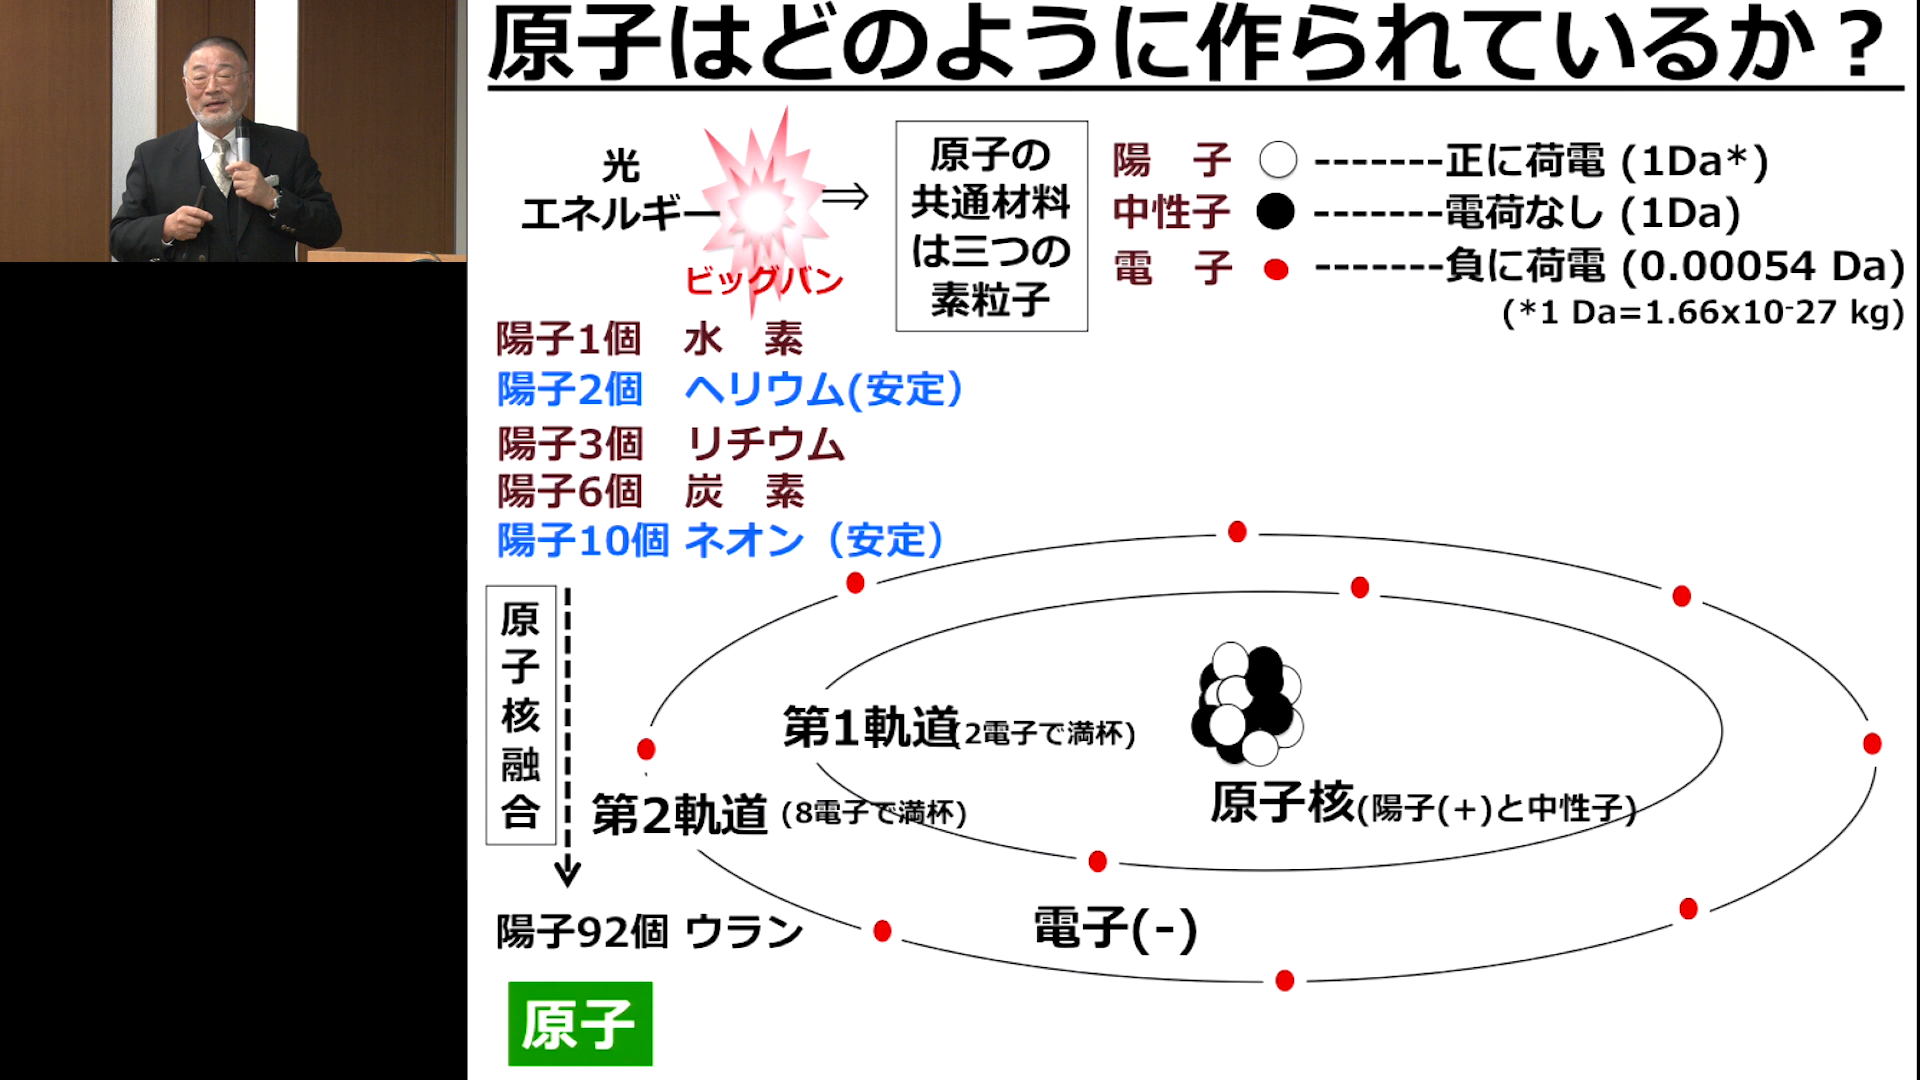 原子はどのように作られているか？
光
エネルギー
ビッグバン
⇒
原子の
共通材料
は三つの
素粒子
陽　子 -------正に荷電 (1Da*)
中性子 -------電荷なし (1Da)
電　子 -------負に荷電 (0.00054 Da)
(*1 Da=1.66x10-27 kg)
陽子1個　水　素
陽子2個　ヘリウム(安定）
陽子3個　リチウム
陽子6個　炭　素
陽子10個 ネオン（安定）
原
子
核
融
合
第1軌道(2電子で満杯)
第2軌道 (8電子で満杯)
原子核(陽子(+)と中性子)
電子(-)
陽子92個 ウラン
原子